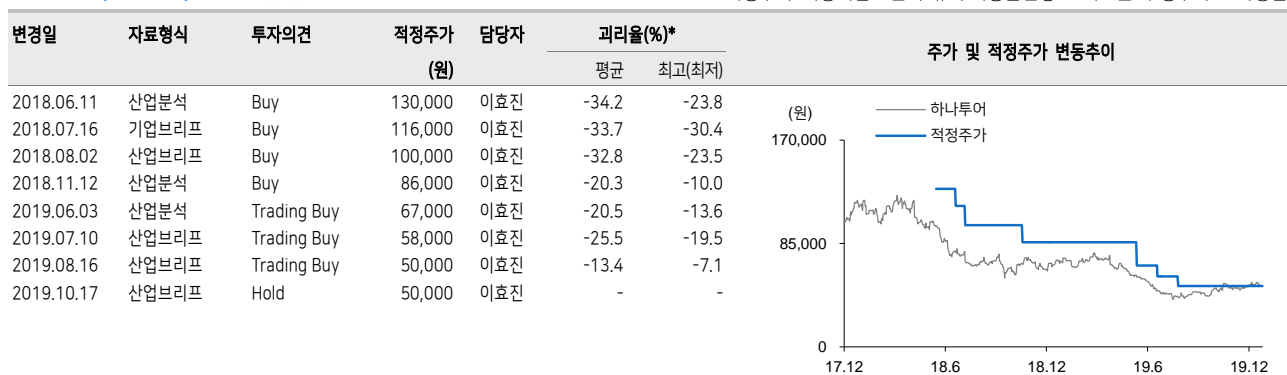 변경일 자료형식 투자의견 적정주가 담당자 괴리율(%)* 주가 및 적정주가 변동추이
(원) 평균 최고(최저)
2018.06.11 산업분석 Buy 130,000 이효진 -34.2 -23.8
2018.07.16 기업브리프 Buy 116,000 이효진 -33.7 -30.4
2018.08.02 산업브리프 Buy 100,000 이효진 -32.8 -23.5
2018.11.12 산업분석 Buy 86,000 이효진 -20.3 -10.0
2019.06.03 산업분석 Trading Buy 67,000 이효진 -20.5 -13.6
2019.07.10 산업브리프 Trading Buy 58,000 이효진 -25.5 -19.5
2019.08.16 산업브리프 Trading Buy 50,000 이효진 -13.4 -7.1
2019.10.17 산업브리프 Hold 50,000 이효진 - -
(원) 하나투어
적정주가
170,000
85,000
0
17.12 18.6 18.12 19.6 19.12